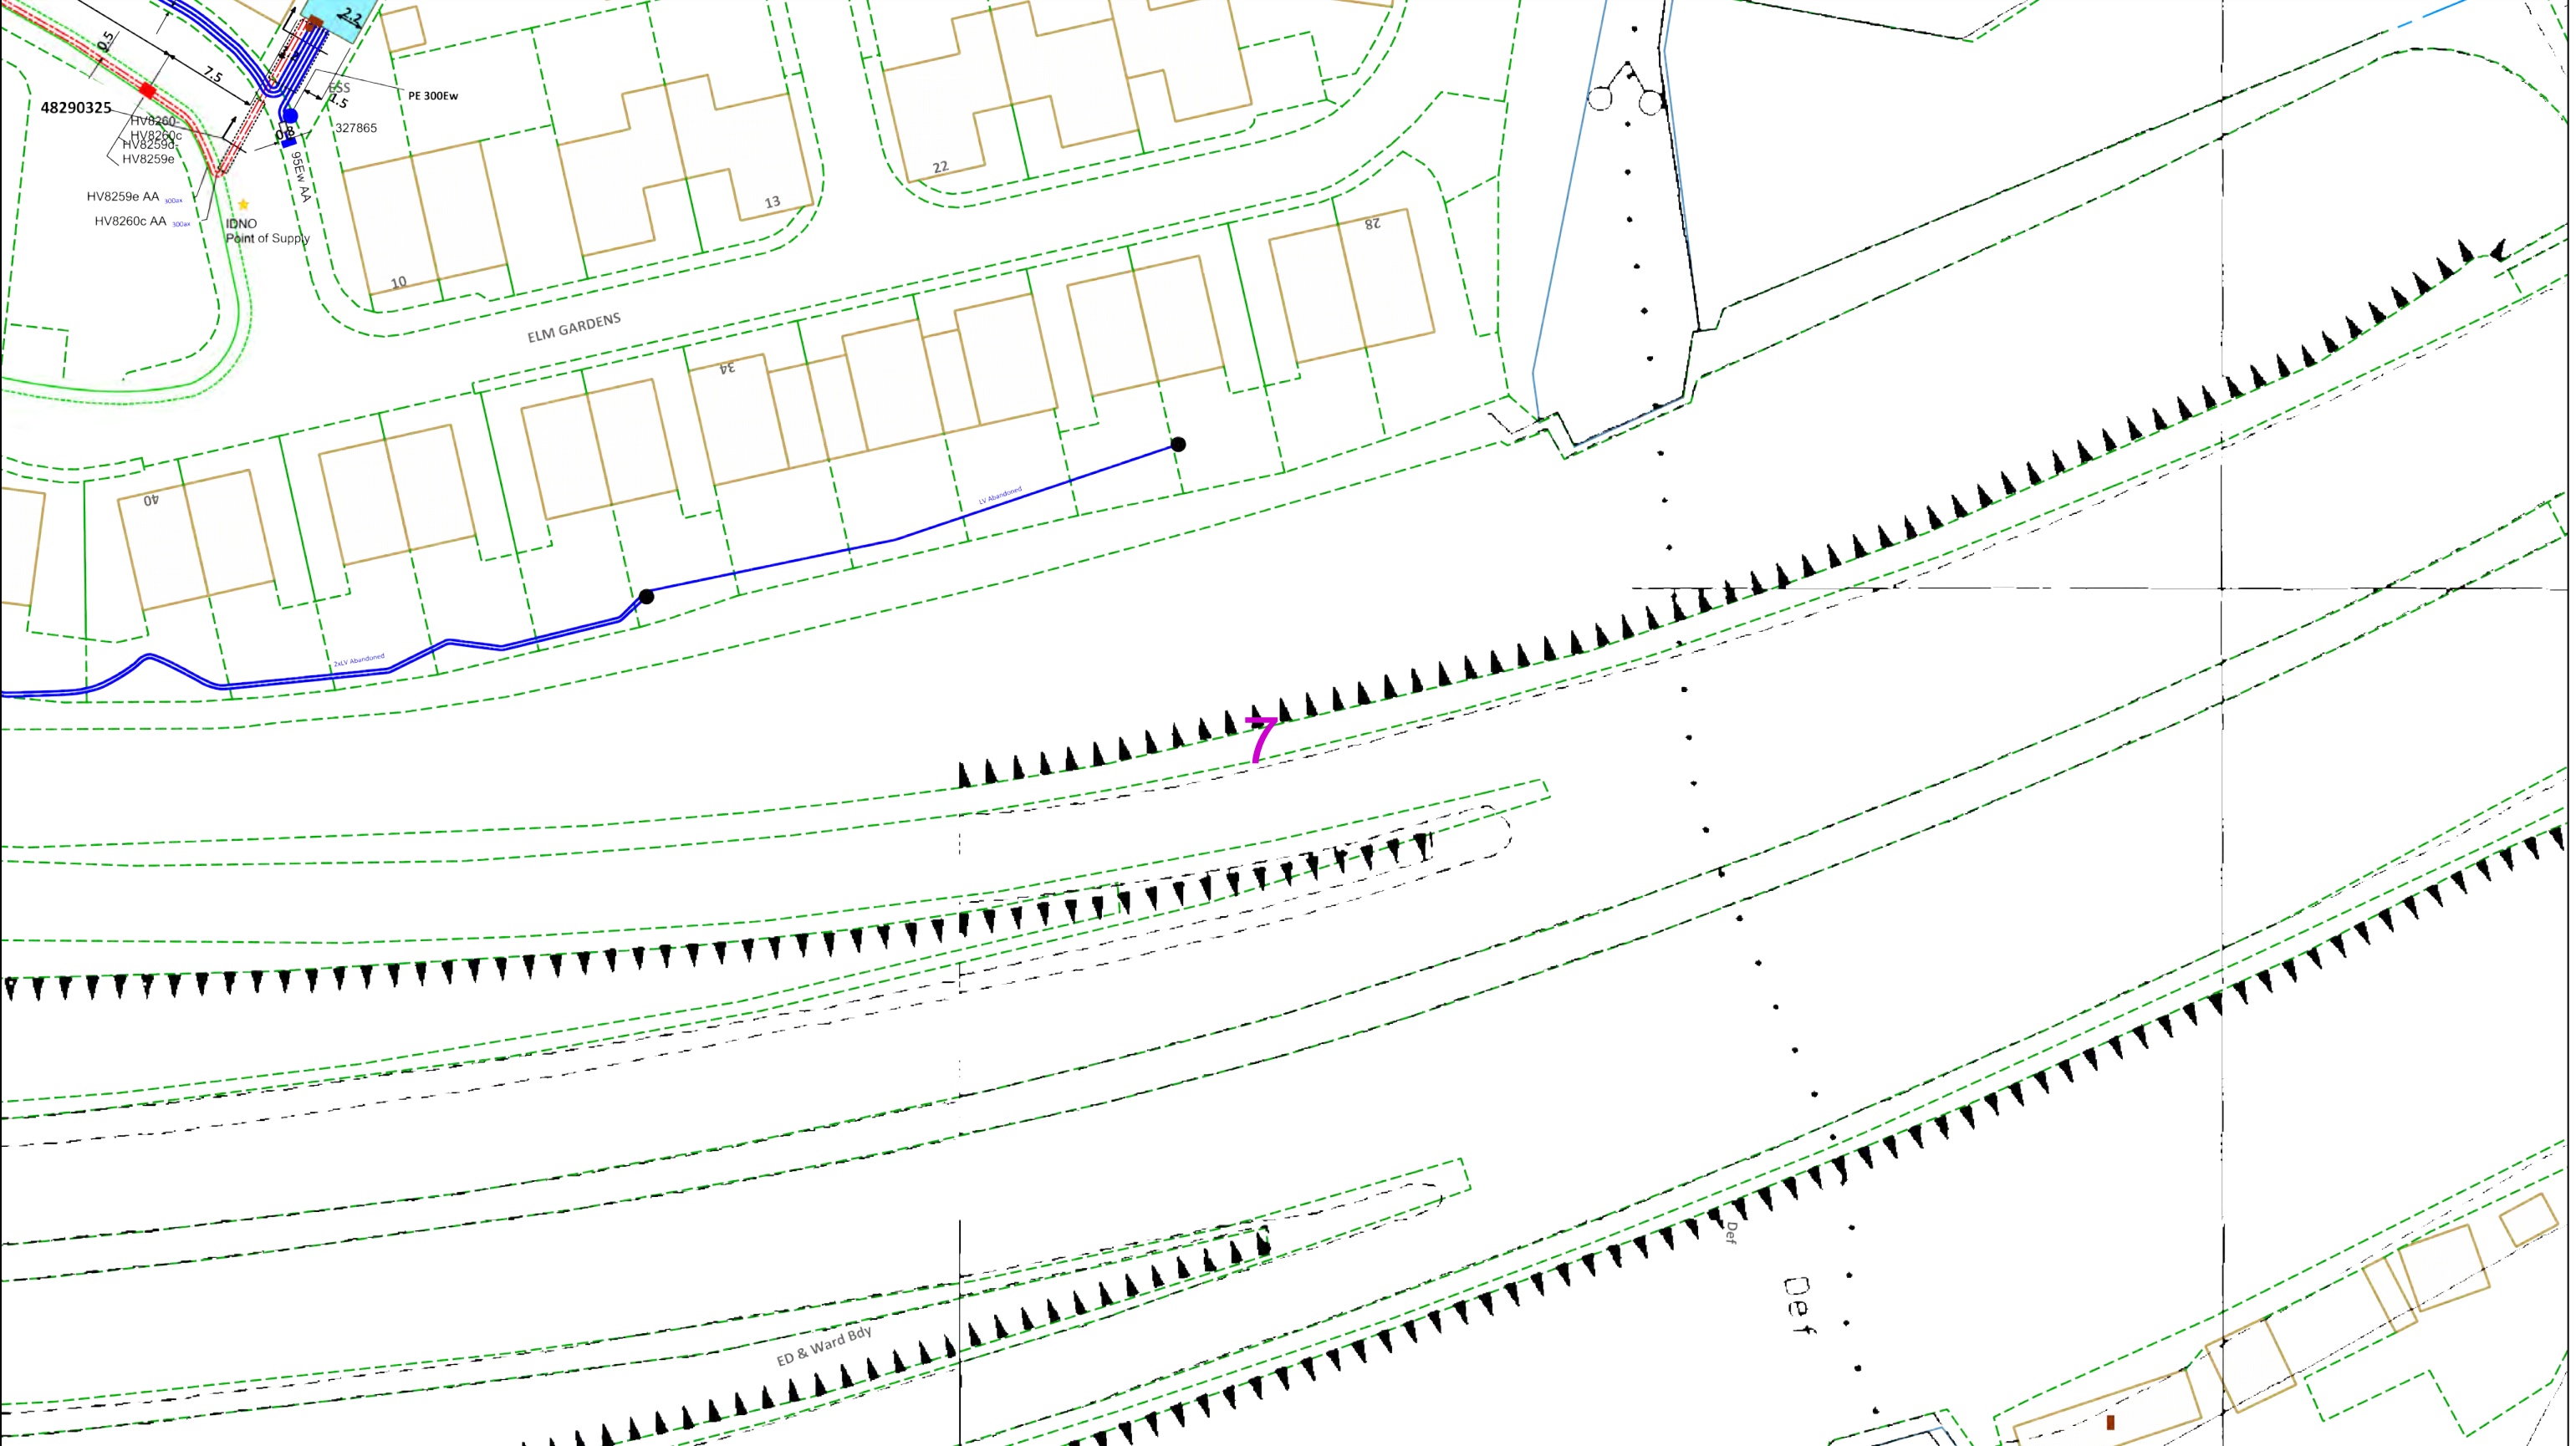 2.2
0.5
7.5
ESS
1.5
PE 300Ew
48290325
HV8260-
HV8260c
HV8259d-
HV8259e
327865
95Ew AA
HV8259e AA 300ax
HV8260c AA 300ax
IDNO
Point of Supply
22
13
10
28
ELM GARDENS
34
40
LV Abandoned
2xLV Abandoned
7
Def
Def
ED & Ward Bdy